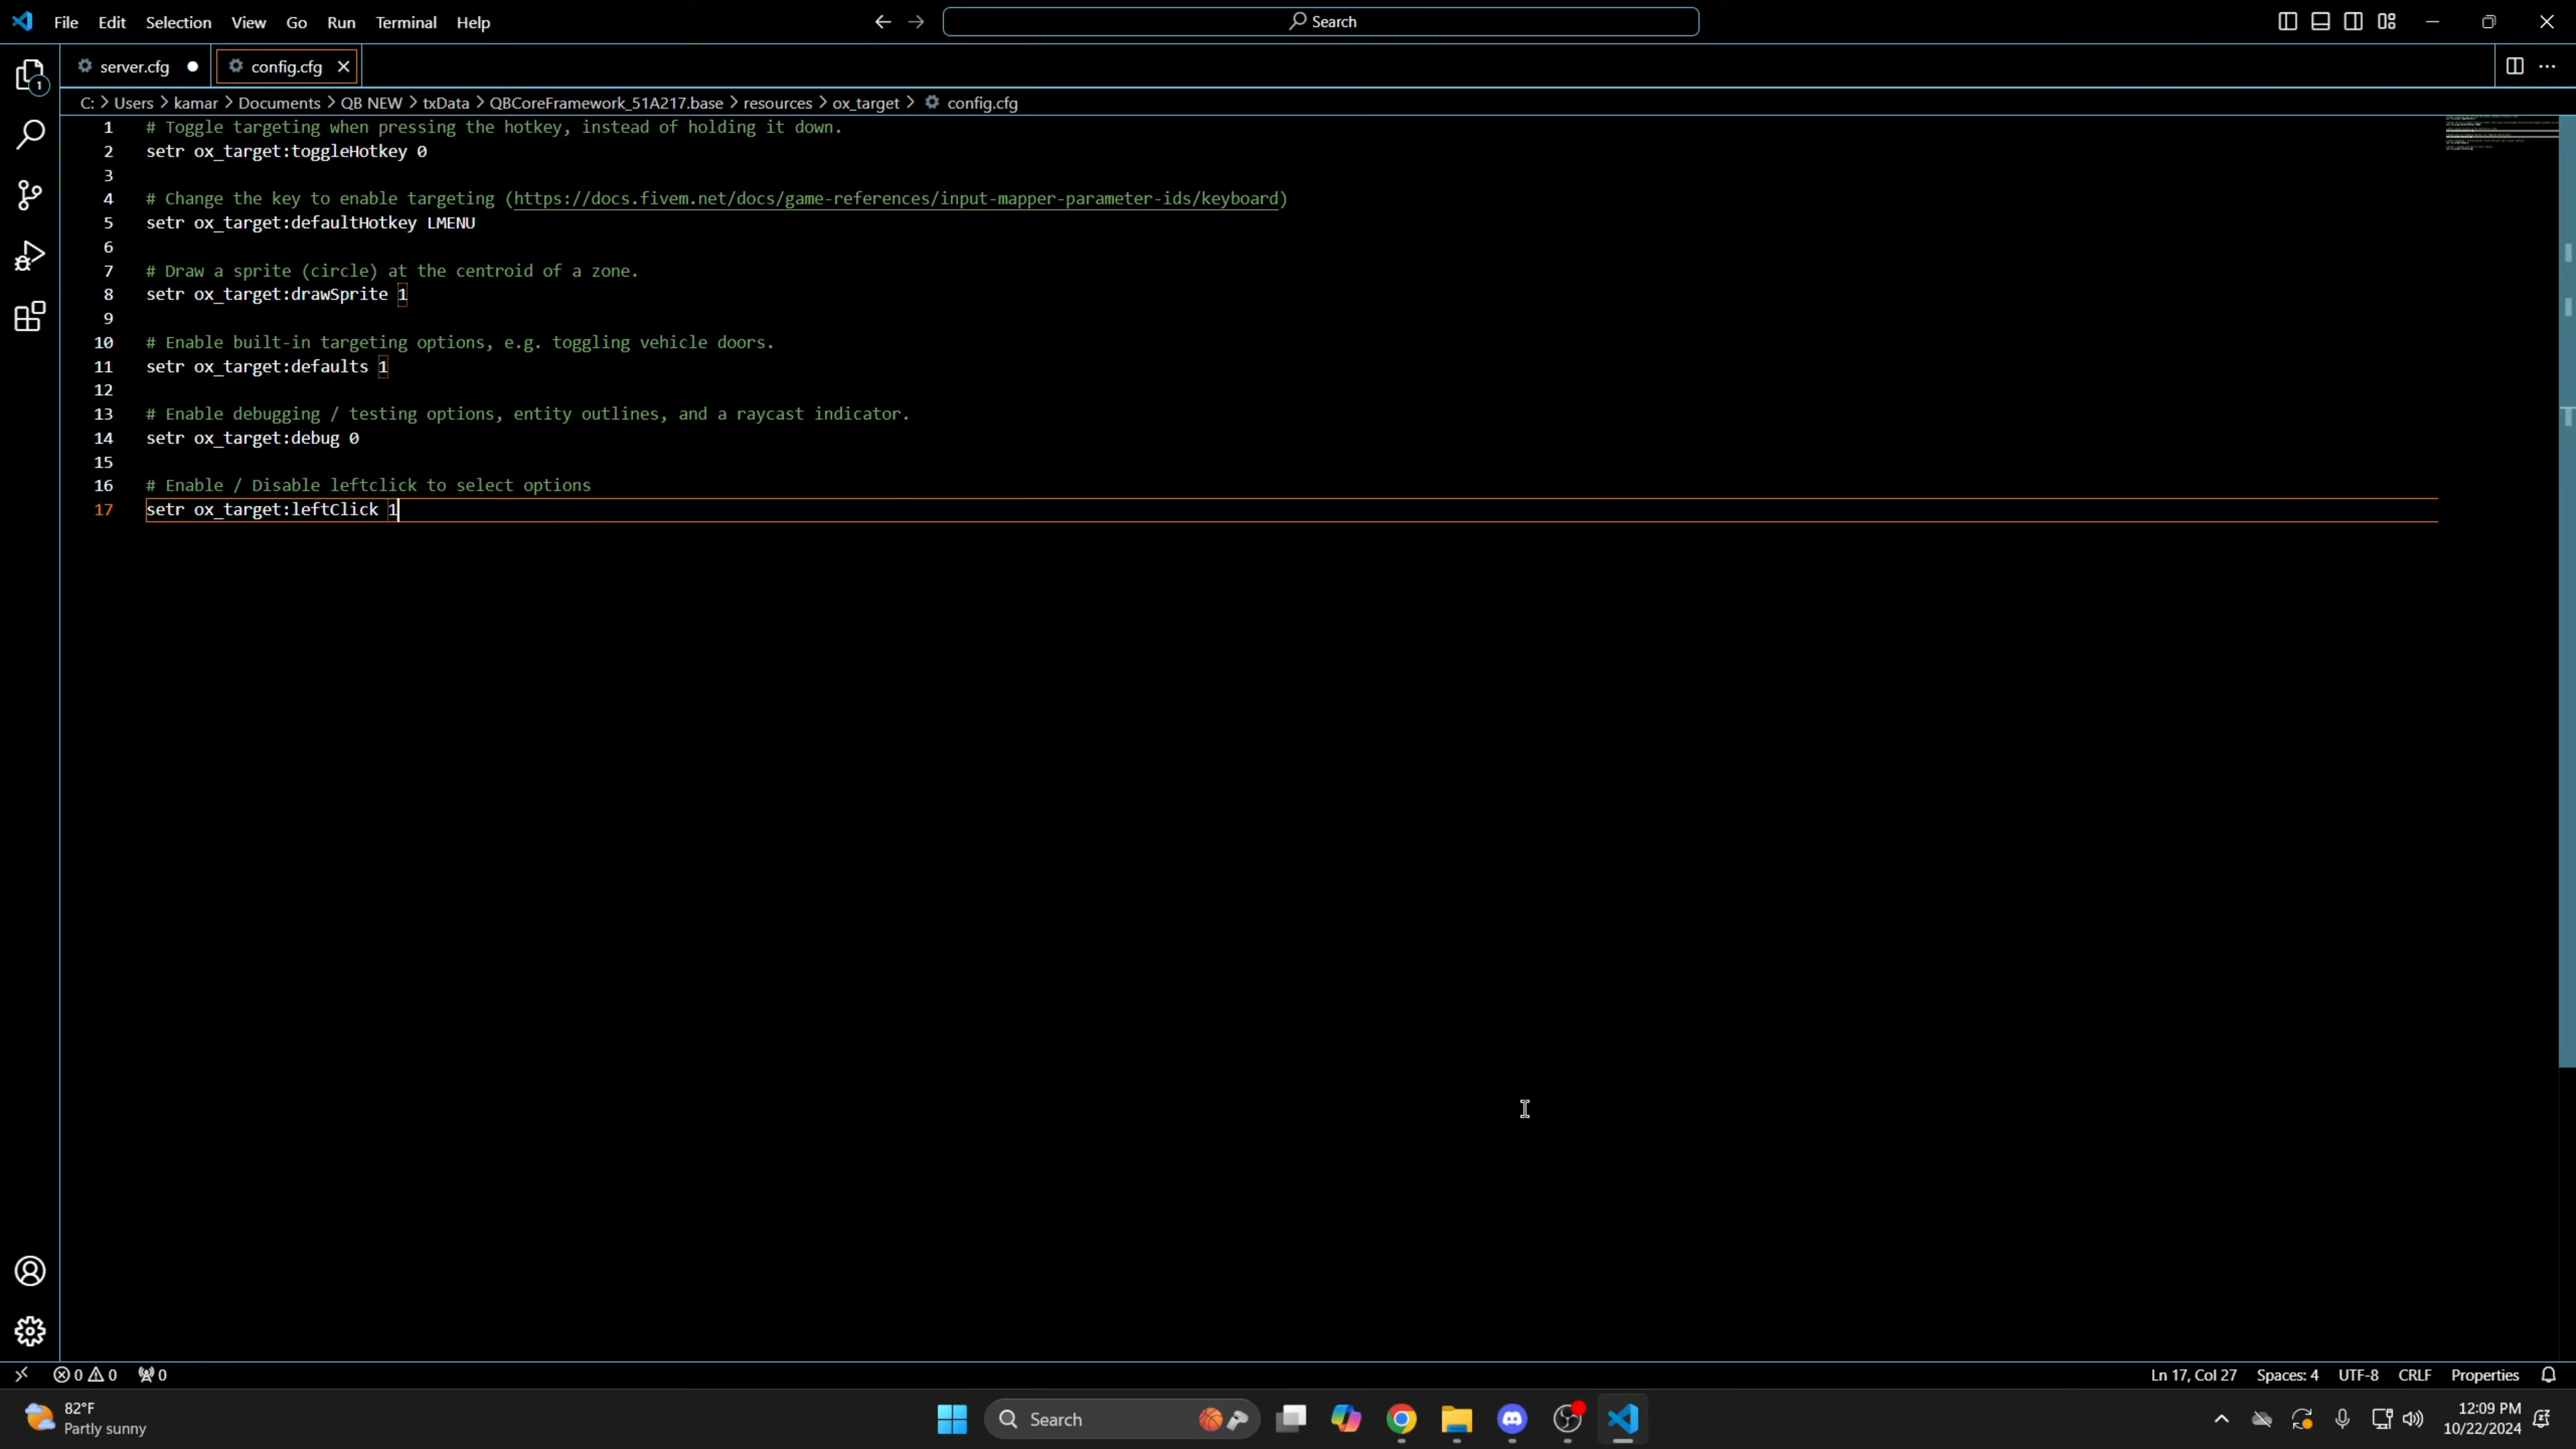 File Edit Selection View Go Run Terminal Help Search
server.cfg config.cfg
C: > Users > kamar > Documents > QB NEW > txData > QBCoreFramework_51A217.base > resources > ox_target > config.cfg
1 # Toggle targeting when pressing the hotkey, instead of holding it down.
2 setr ox_target:toggleHotkey 0
3
4 # Change the key to enable targeting (https://docs.fivem.net/docs/game-references/input-mapper-parameter-ids/keyboard)
5 setr ox_target:defaultHotkey LMENU
6
7 # Draw a sprite (circle) at the centroid of a zone.
8 setr ox_target:drawSprite 1
9
10 # Enable built-in targeting options, e.g. toggling vehicle doors.
11 setr ox_target:defaults 1
12
13 # Enable debugging / testing options, entity outlines, and a raycast indicator.
14 setr ox_target:debug 0
15
16 # Enable / Disable leftclick to select options
17 setr ox_target:leftClick 1
1
0 0 0 Ln 17, Col 27 Spaces: 4 UTF-8 CRLF Properties
82°F
Partly sunny
Search
12:09 PM
10/22/2024